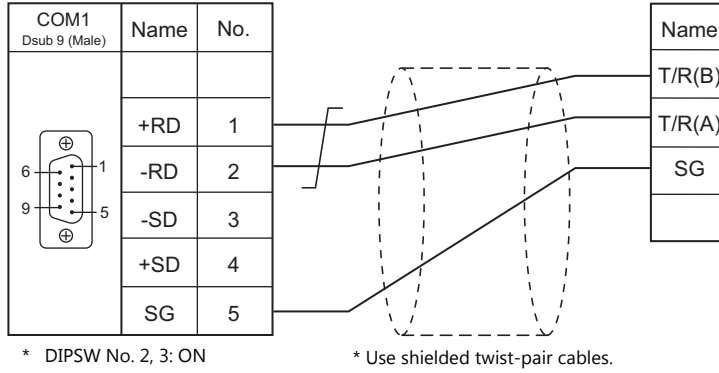 COM1
Dsub 9 (Male)
Name No.
+RD 1
-RD 2
-SD 3
+SD 4
SG 5
6 1
9 5
Name
T/R(B)
T/R(A)
SG
* DIPSW No. 2, 3: ON
* Use shielded twist-pair cables.